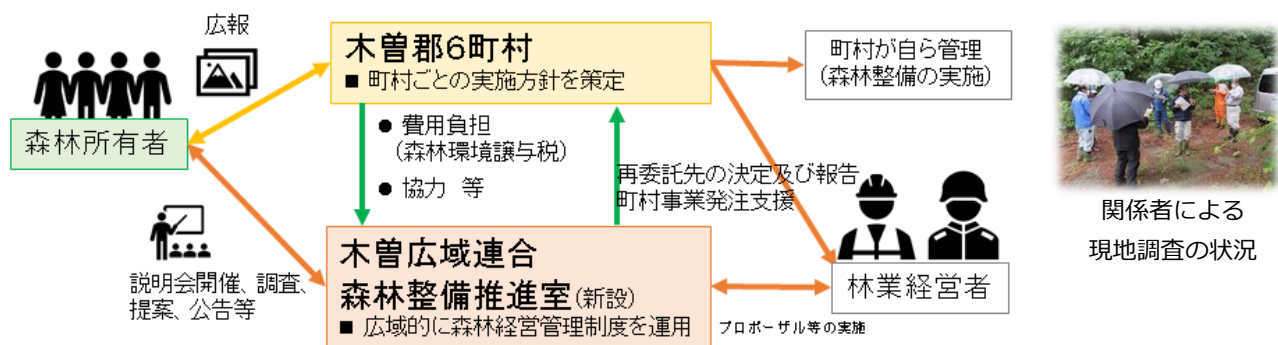 広報
森林所有者
木曽郡6町村
■ 町村ごとの実施方針を策定
町村が自ら管理
(森林整備の実施)
● 費用負担
(森林環境譲与税)
● 協力 等
再委託先の決定及び報告
町村事業発注支援
説明会開催、調査、
提案、公告等
木曽広域連合
森林整備推進室(新設)
■ 広域的に森林経営管理制度を運用
プロポーザル等の実施
林業経営者
関係者による
現地調査の状況